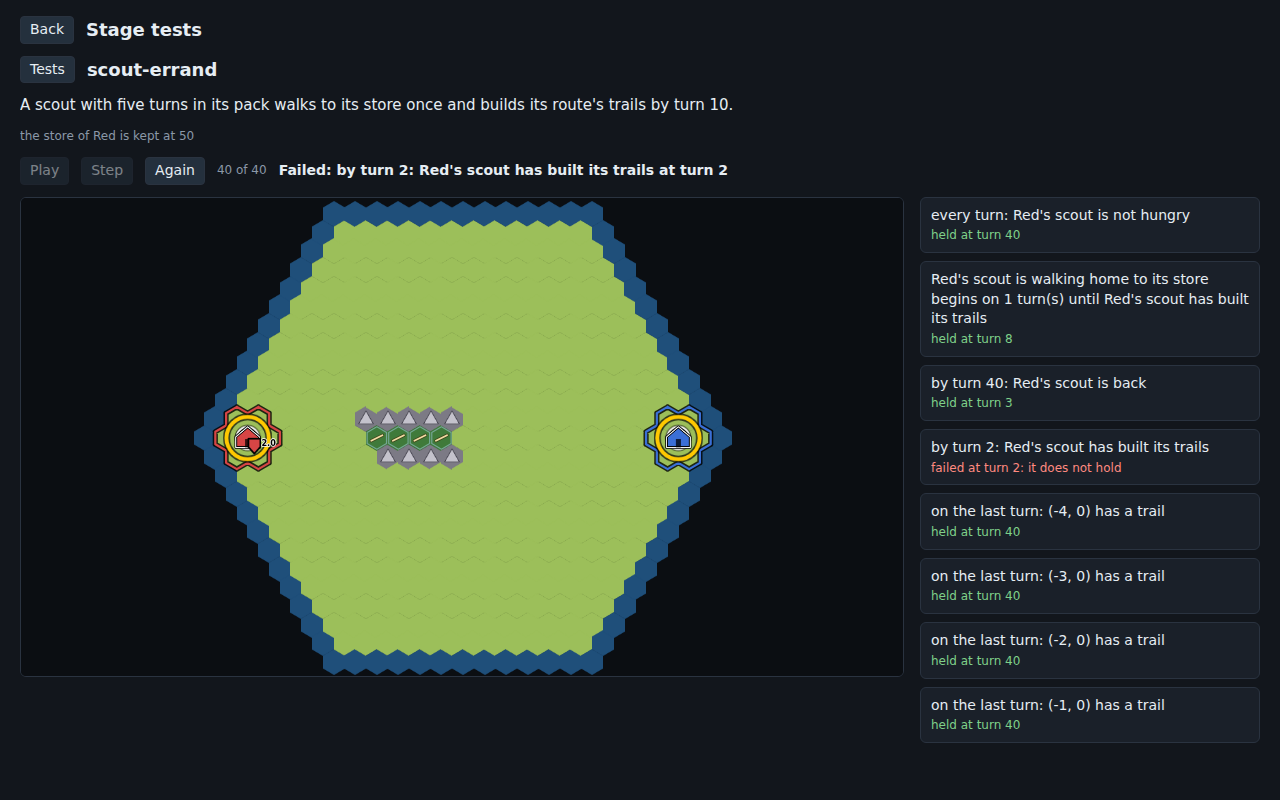 Back Stage tests
Tests scout-errand
A scout with five turns in its pack walks to its store once and builds its route's trails by turn 10.
the store of Red is kept at 50
Play Step Again 40 of 40 Failed: by turn 2: Red's scout has built its trails at turn 2
2.0
every turn: Red's scout is not hungry
held at turn 40
Red's scout is walking home to its store
begins on 1 turn(s) until Red's scout has built
its trails
held at turn 8
by turn 40: Red's scout is back
held at turn 3
by turn 2: Red's scout has built its trails
failed at turn 2: it does not hold
on the last turn: (-4, 0) has a trail
held at turn 40
on the last turn: (-3, 0) has a trail
held at turn 40
on the last turn: (-2, 0) has a trail
held at turn 40
on the last turn: (-1, 0) has a trail
held at turn 40